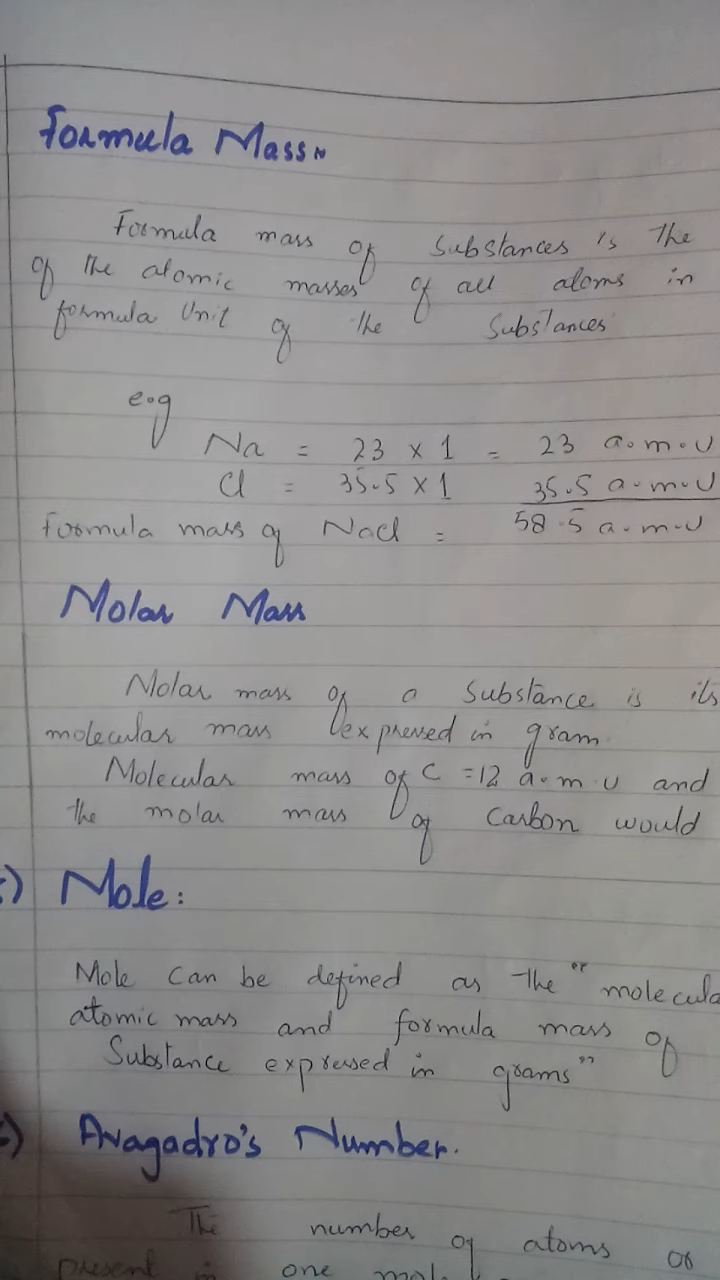 Formula Mass
Formula mass of Substances is the
of the atomic masses of all atoms in
formula Unit of the Substances
e.g
Na = 23 x 1 = 23 a.m.u
Cl = 35.5 x 1 35.5 a.m.u
formula mass of NaCl = 58.5 a.m.u
Molar Mass
Molar mass of a Substance is its
molecular mass expressed in gram.
Molecular mass of C = 12 a.m.u and
the molar mass of Carbon would
) Mole:
Mole can be defined as the "molecula
atomic mass and formula mass of
Substance expressed in grams"
) Avagadro's Number.
The number of atoms or
present in one mol